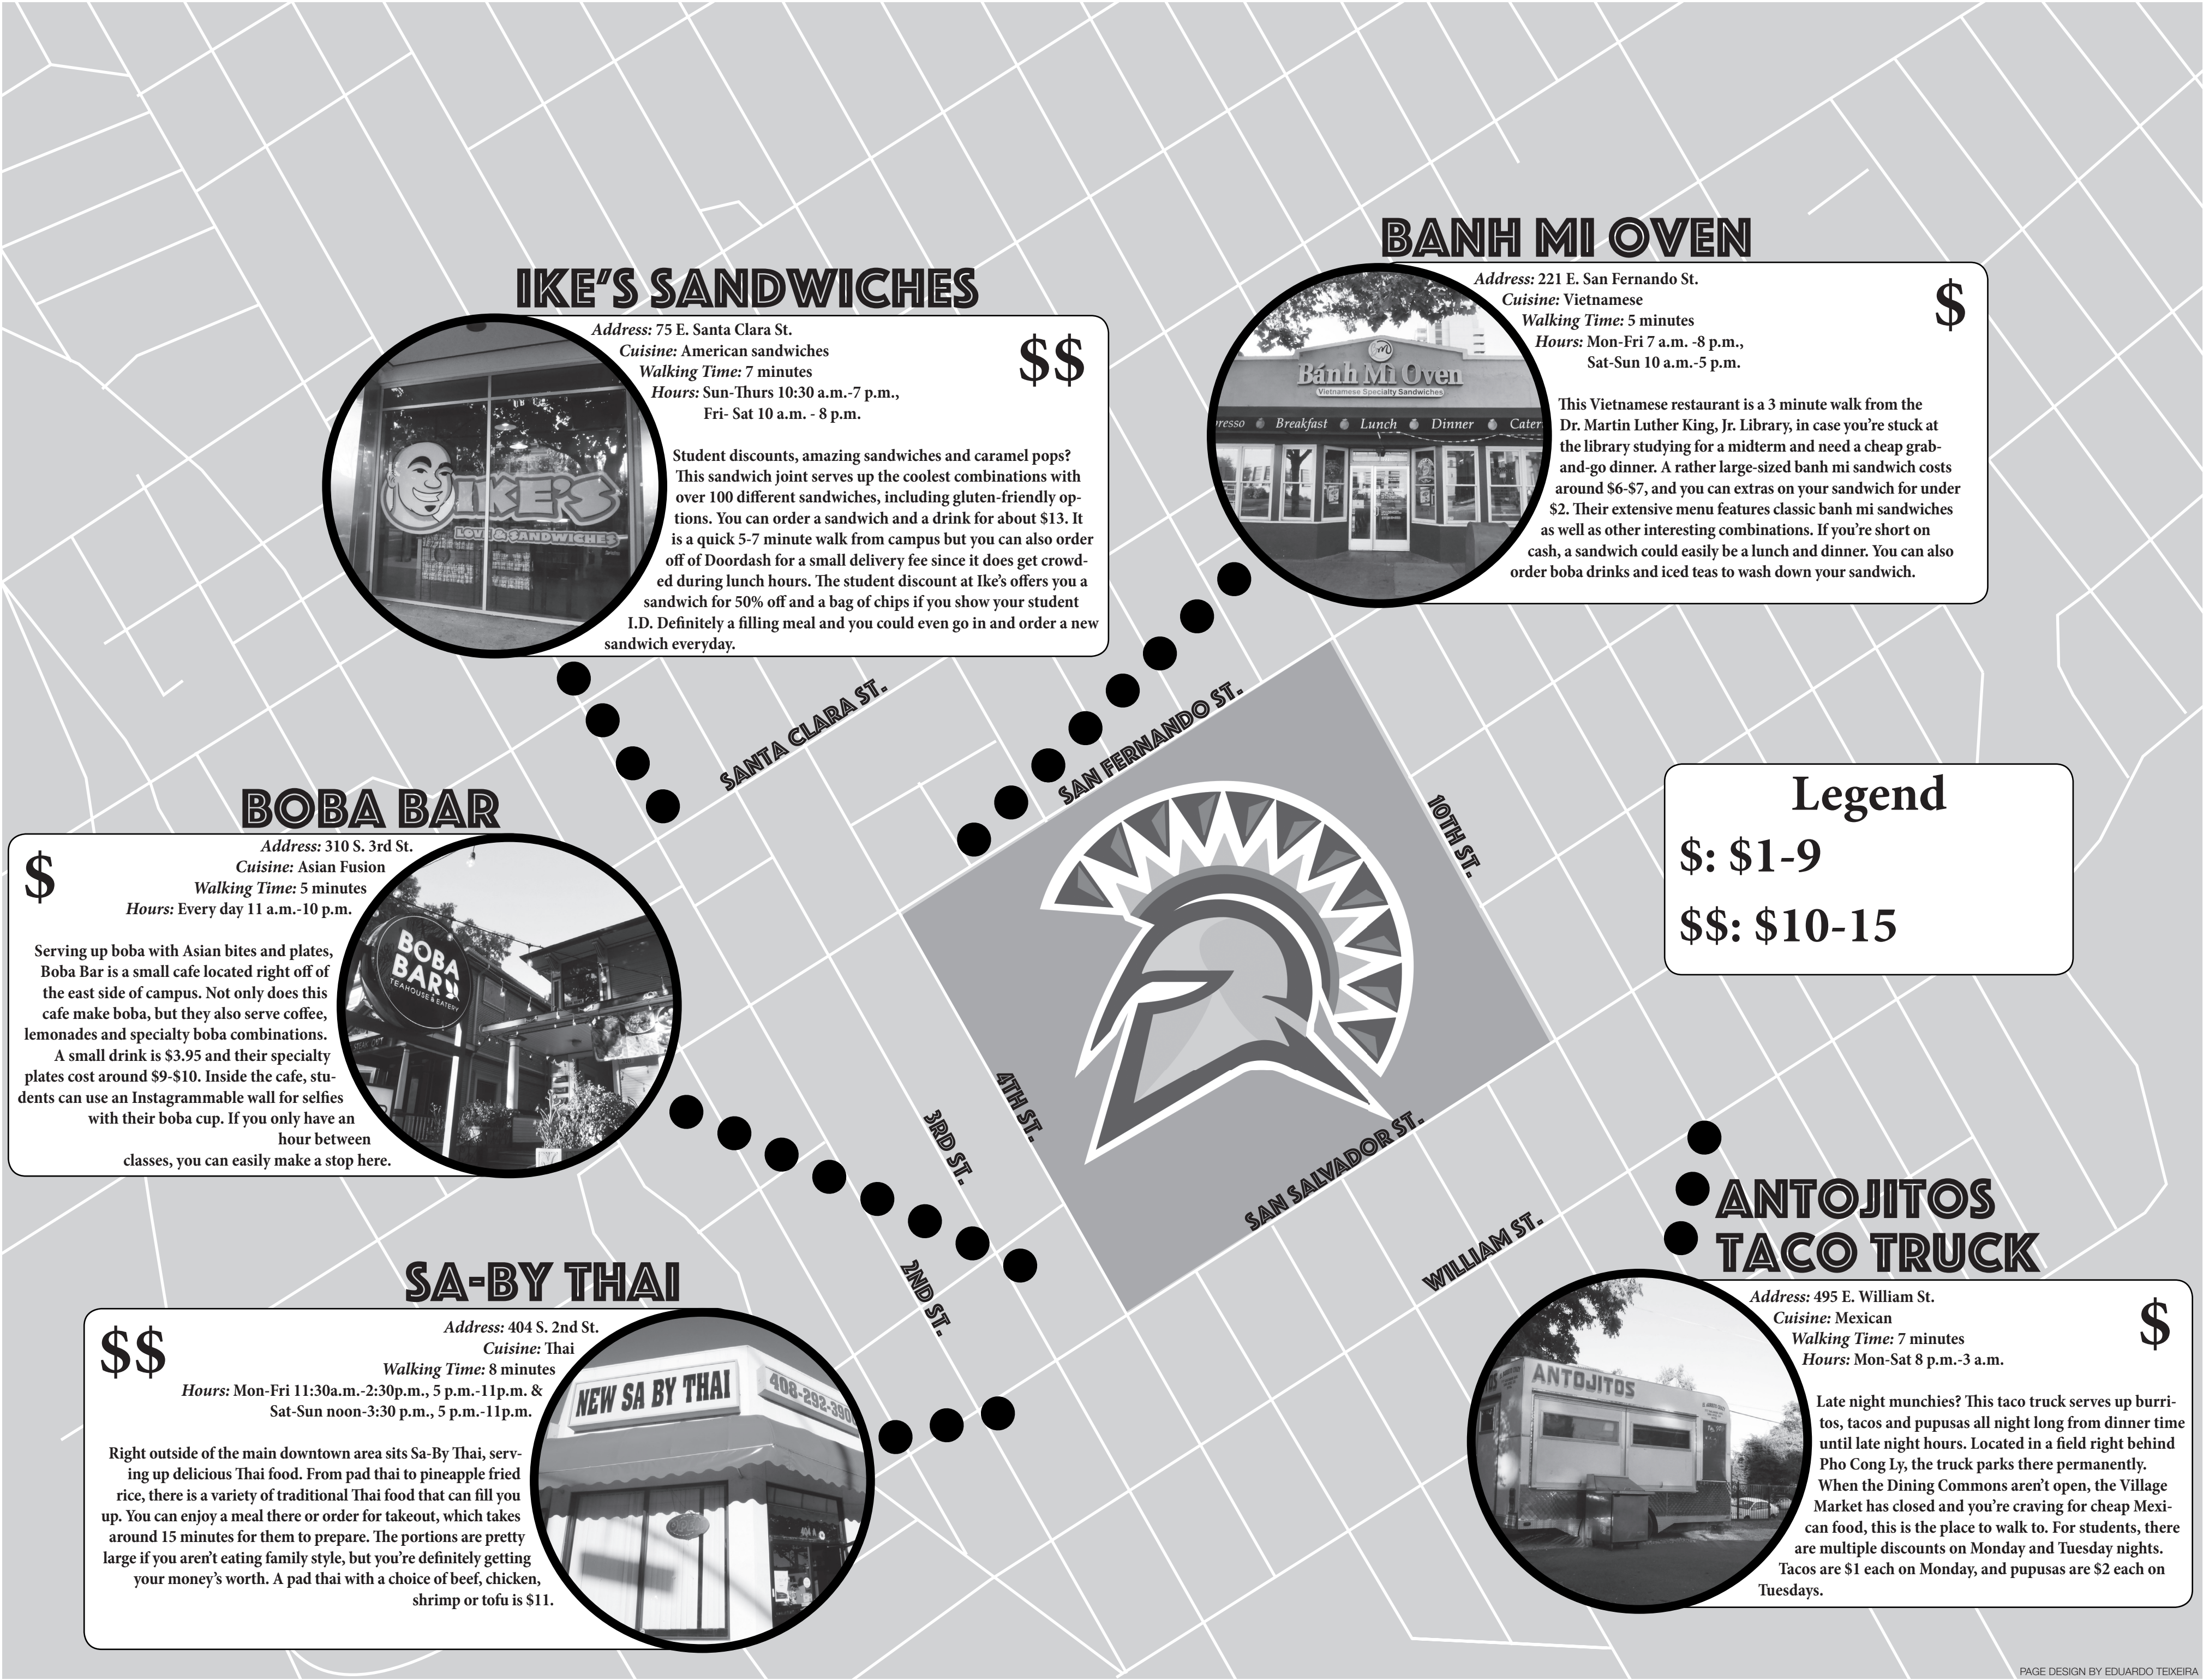 BANH MI OVEN
Address: 221 E. San Fernando St.
Cuisine: Vietnamese
Walking Time: 5 minutes
Hours: Mon-Fri 7 a.m. -8 p.m.,
Sat-Sun 10 a.m.-5 p.m.
$
This Vietnamese restaurant is a 3 minute walk from the
Dr. Martin Luther King, Jr. Library, in case you're stuck at
the library studying for a midterm and need a cheap grab-
and-go dinner. A rather large-sized banh mi sandwich costs
around $6-$7, and you can extras on your sandwich for under
$2. Their extensive menu features classic banh mi sandwiches
as well as other interesting combinations. If you're short on
cash, a sandwich could easily be a lunch and dinner. You can also
order boba drinks and iced teas to wash down your sandwich.
Bánh Mì Oven
Vietnamese Specialty Sandwiches
resso Breakfast Lunch Dinner Cater
IKE'S SANDWICHES
Address: 75 E. Santa Clara St.
Cuisine: American sandwiches
Walking Time: 7 minutes
Hours: Sun-Thurs 10:30 a.m.-7 p.m.,
Fri- Sat 10 a.m. - 8 p.m.
$$
Student discounts, amazing sandwiches and caramel pops?
This sandwich joint serves up the coolest combinations with
over 100 different sandwiches, including gluten-friendly op-
tions. You can order a sandwich and a drink for about $13. It
is a quick 5-7 minute walk from campus but you can also order
off of Doordash for a small delivery fee since it does get crowd-
ed during lunch hours. The student discount at Ike's offers you a
sandwich for 50% off and a bag of chips if you show your student
I.D. Definitely a filling meal and you could even go in and order a new
sandwich everyday.
IKE'S
LOVE & SANDWICHES
SANTA CLARA ST.
SAN FERNANDO ST.
10TH ST.
4TH ST.
3RD ST.
2ND ST.
SAN SALVADOR ST.
WILLIAM ST.
Legend
$: $1-9
$$: $10-15
BOBA BAR
$
Address: 310 S. 3rd St.
Cuisine: Asian Fusion
Walking Time: 5 minutes
Hours: Every day 11 a.m.-10 p.m.
Serving up boba with Asian bites and plates,
Boba Bar is a small cafe located right off of
the east side of campus. Not only does this
cafe make boba, but they also serve coffee,
lemonades and specialty boba combinations.
A small drink is $3.95 and their specialty
plates cost around $9-$10. Inside the cafe, stu-
dents can use an Instagrammable wall for selfies
with their boba cup. If you only have an
hour between
classes, you can easily make a stop here.
BOBA
BAR
TEAHOUSE & EATERY
SA-BY THAI
$$
Address: 404 S. 2nd St.
Cuisine: Thai
Walking Time: 8 minutes
Hours: Mon-Fri 11:30a.m.-2:30p.m., 5 p.m.-11p.m. &
Sat-Sun noon-3:30 p.m., 5 p.m.-11p.m.
Right outside of the main downtown area sits Sa-By Thai, serv-
ing up delicious Thai food. From pad thai to pineapple fried
rice, there is a variety of traditional Thai food that can fill you
up. You can enjoy a meal there or order for takeout, which takes
around 15 minutes for them to prepare. The portions are pretty
large if you aren't eating family style, but you're definitely getting
your money's worth. A pad thai with a choice of beef, chicken,
shrimp or tofu is $11.
NEW SA BY THAI
408-292-390
404 A
ANTOJITOS
TACO TRUCK
Address: 495 E. William St.
Cuisine: Mexican
Walking Time: 7 minutes
Hours: Mon-Sat 8 p.m.-3 a.m.
$
Late night munchies? This taco truck serves up burri-
tos, tacos and pupusas all night long from dinner time
until late night hours. Located in a field right behind
Pho Cong Ly, the truck parks there permanently.
When the Dining Commons aren't open, the Village
Market has closed and you're craving for cheap Mexi-
can food, this is the place to walk to. For students, there
are multiple discounts on Monday and Tuesday nights.
Tacos are $1 each on Monday, and pupusas are $2 each on
Tuesdays.
ANTOJITOS
PAGE DESIGN BY EDUARDO TEIXEIRA